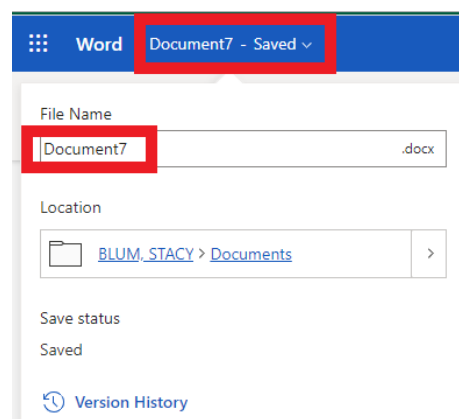 Word Document7 - Saved
File Name
Document7 .docx
Location
BLUM, STACY > Documents >
Save status
Saved
Version History